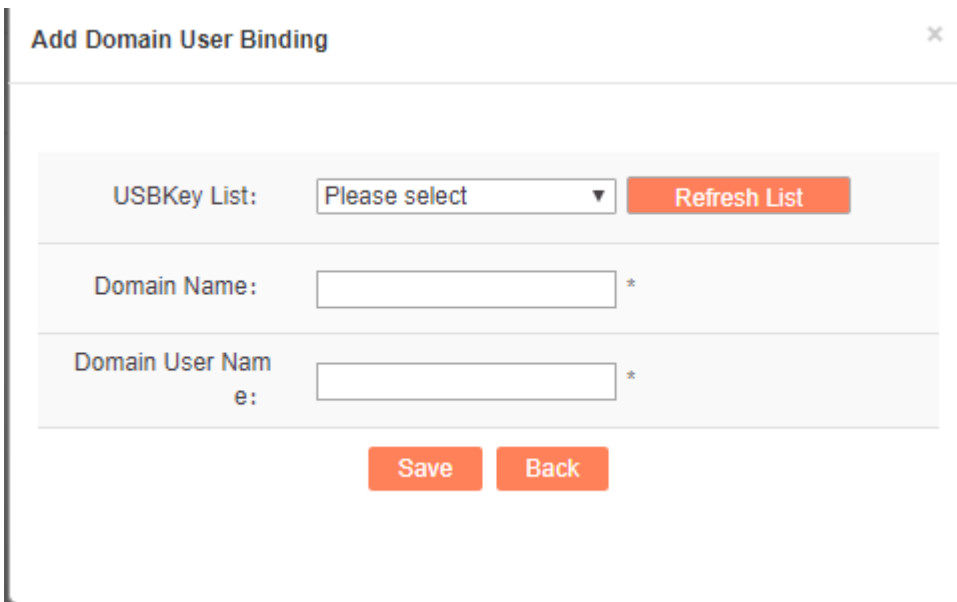 Add Domain User Binding ×
USBKey List: Please select ▼ Refresh List
Domain Name: *
Domain User Nam
e: *
Save Back